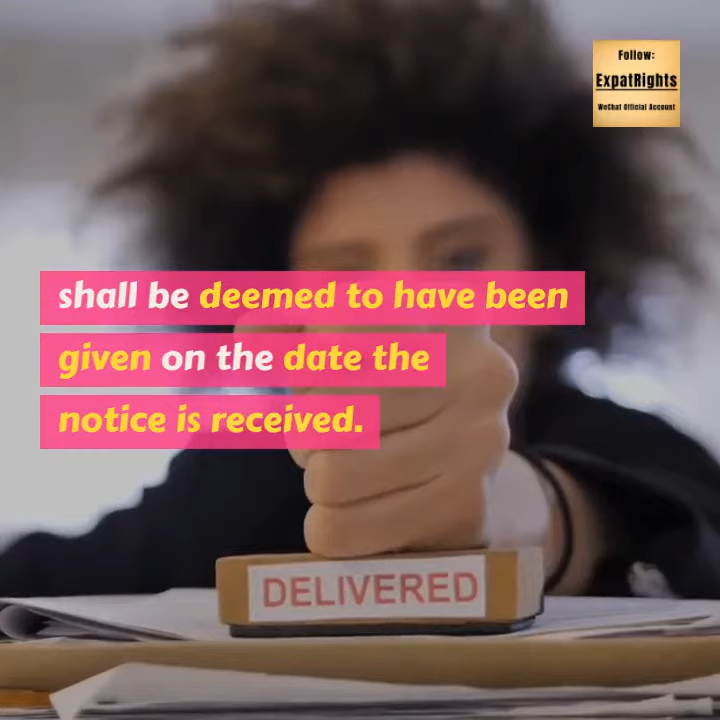 Follow:
ExpatRights
WeChat Official Account
shall be deemed to have been
given on the date the
notice is received.
DELIVERED